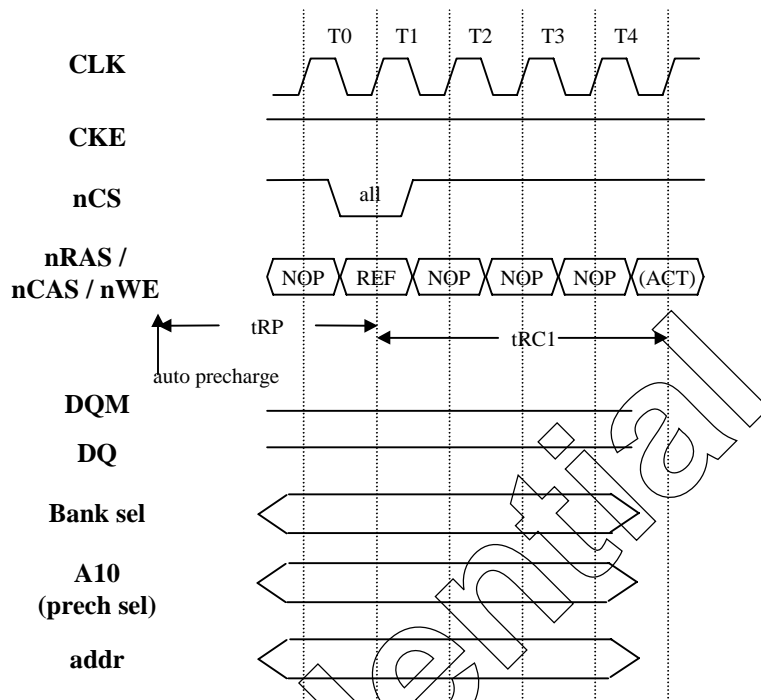 T0 T1 T2 T3 T4
CLK
CKE
nCS
all
nRAS /
nCAS / nWE
NOP REF NOP NOP NOP (ACT)
tRP
tRC1
auto precharge
DQM
DQ
Bank sel
A10
(prech sel)
addr
dential